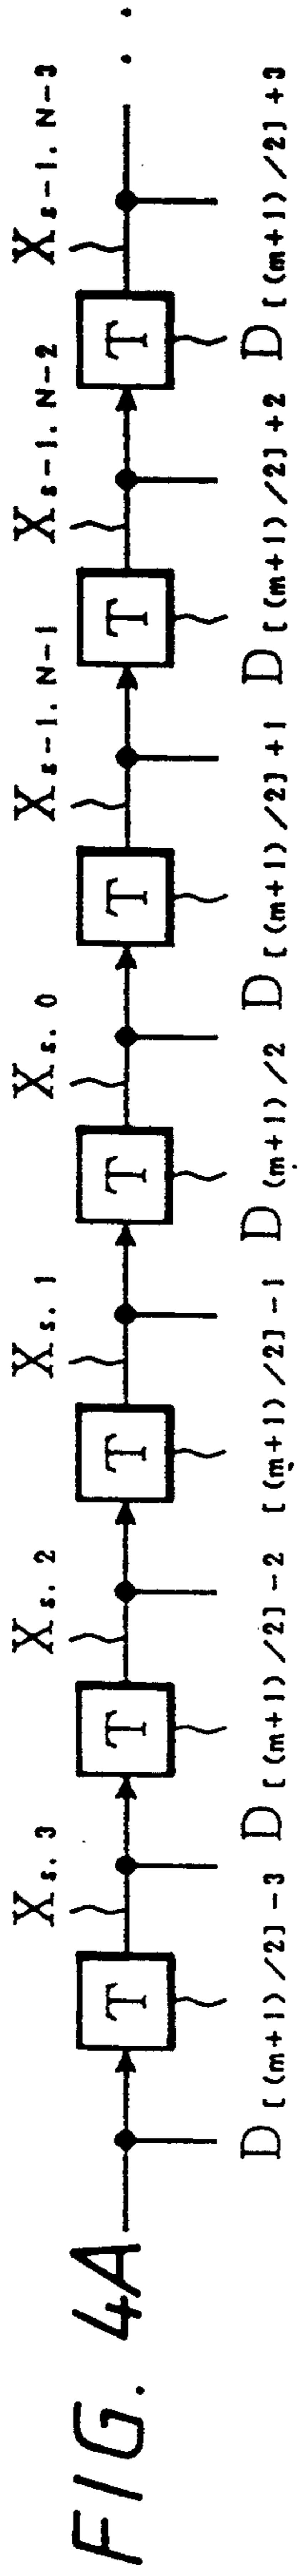 FIG. 4A
X s. 3 X s. 2 X s. 1 X s. 0 X s-1. N-1 X s-1. N-2 X s-1. N-3
T T T T T T T . .
D [(m+1)/2]-3 D [(m+1)/2]-2 [(m+1)/2]-1 D (m+1)/2 D [(m+1)/2]+1 D [(m+1)/2]+2 D [(m+1)/2]+3